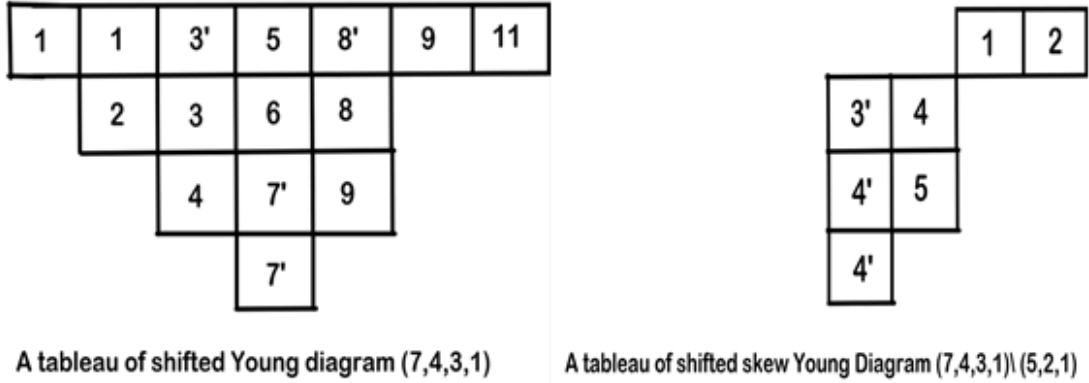 1 1 3' 5 8' 9 11
2 3 6 8
4 7' 9
7'
A tableau of shifted Young diagram (7,4,3,1)
1 2
3' 4
4' 5
4'
A tableau of shifted skew Young Diagram (7,4,3,1)\ (5,2,1)